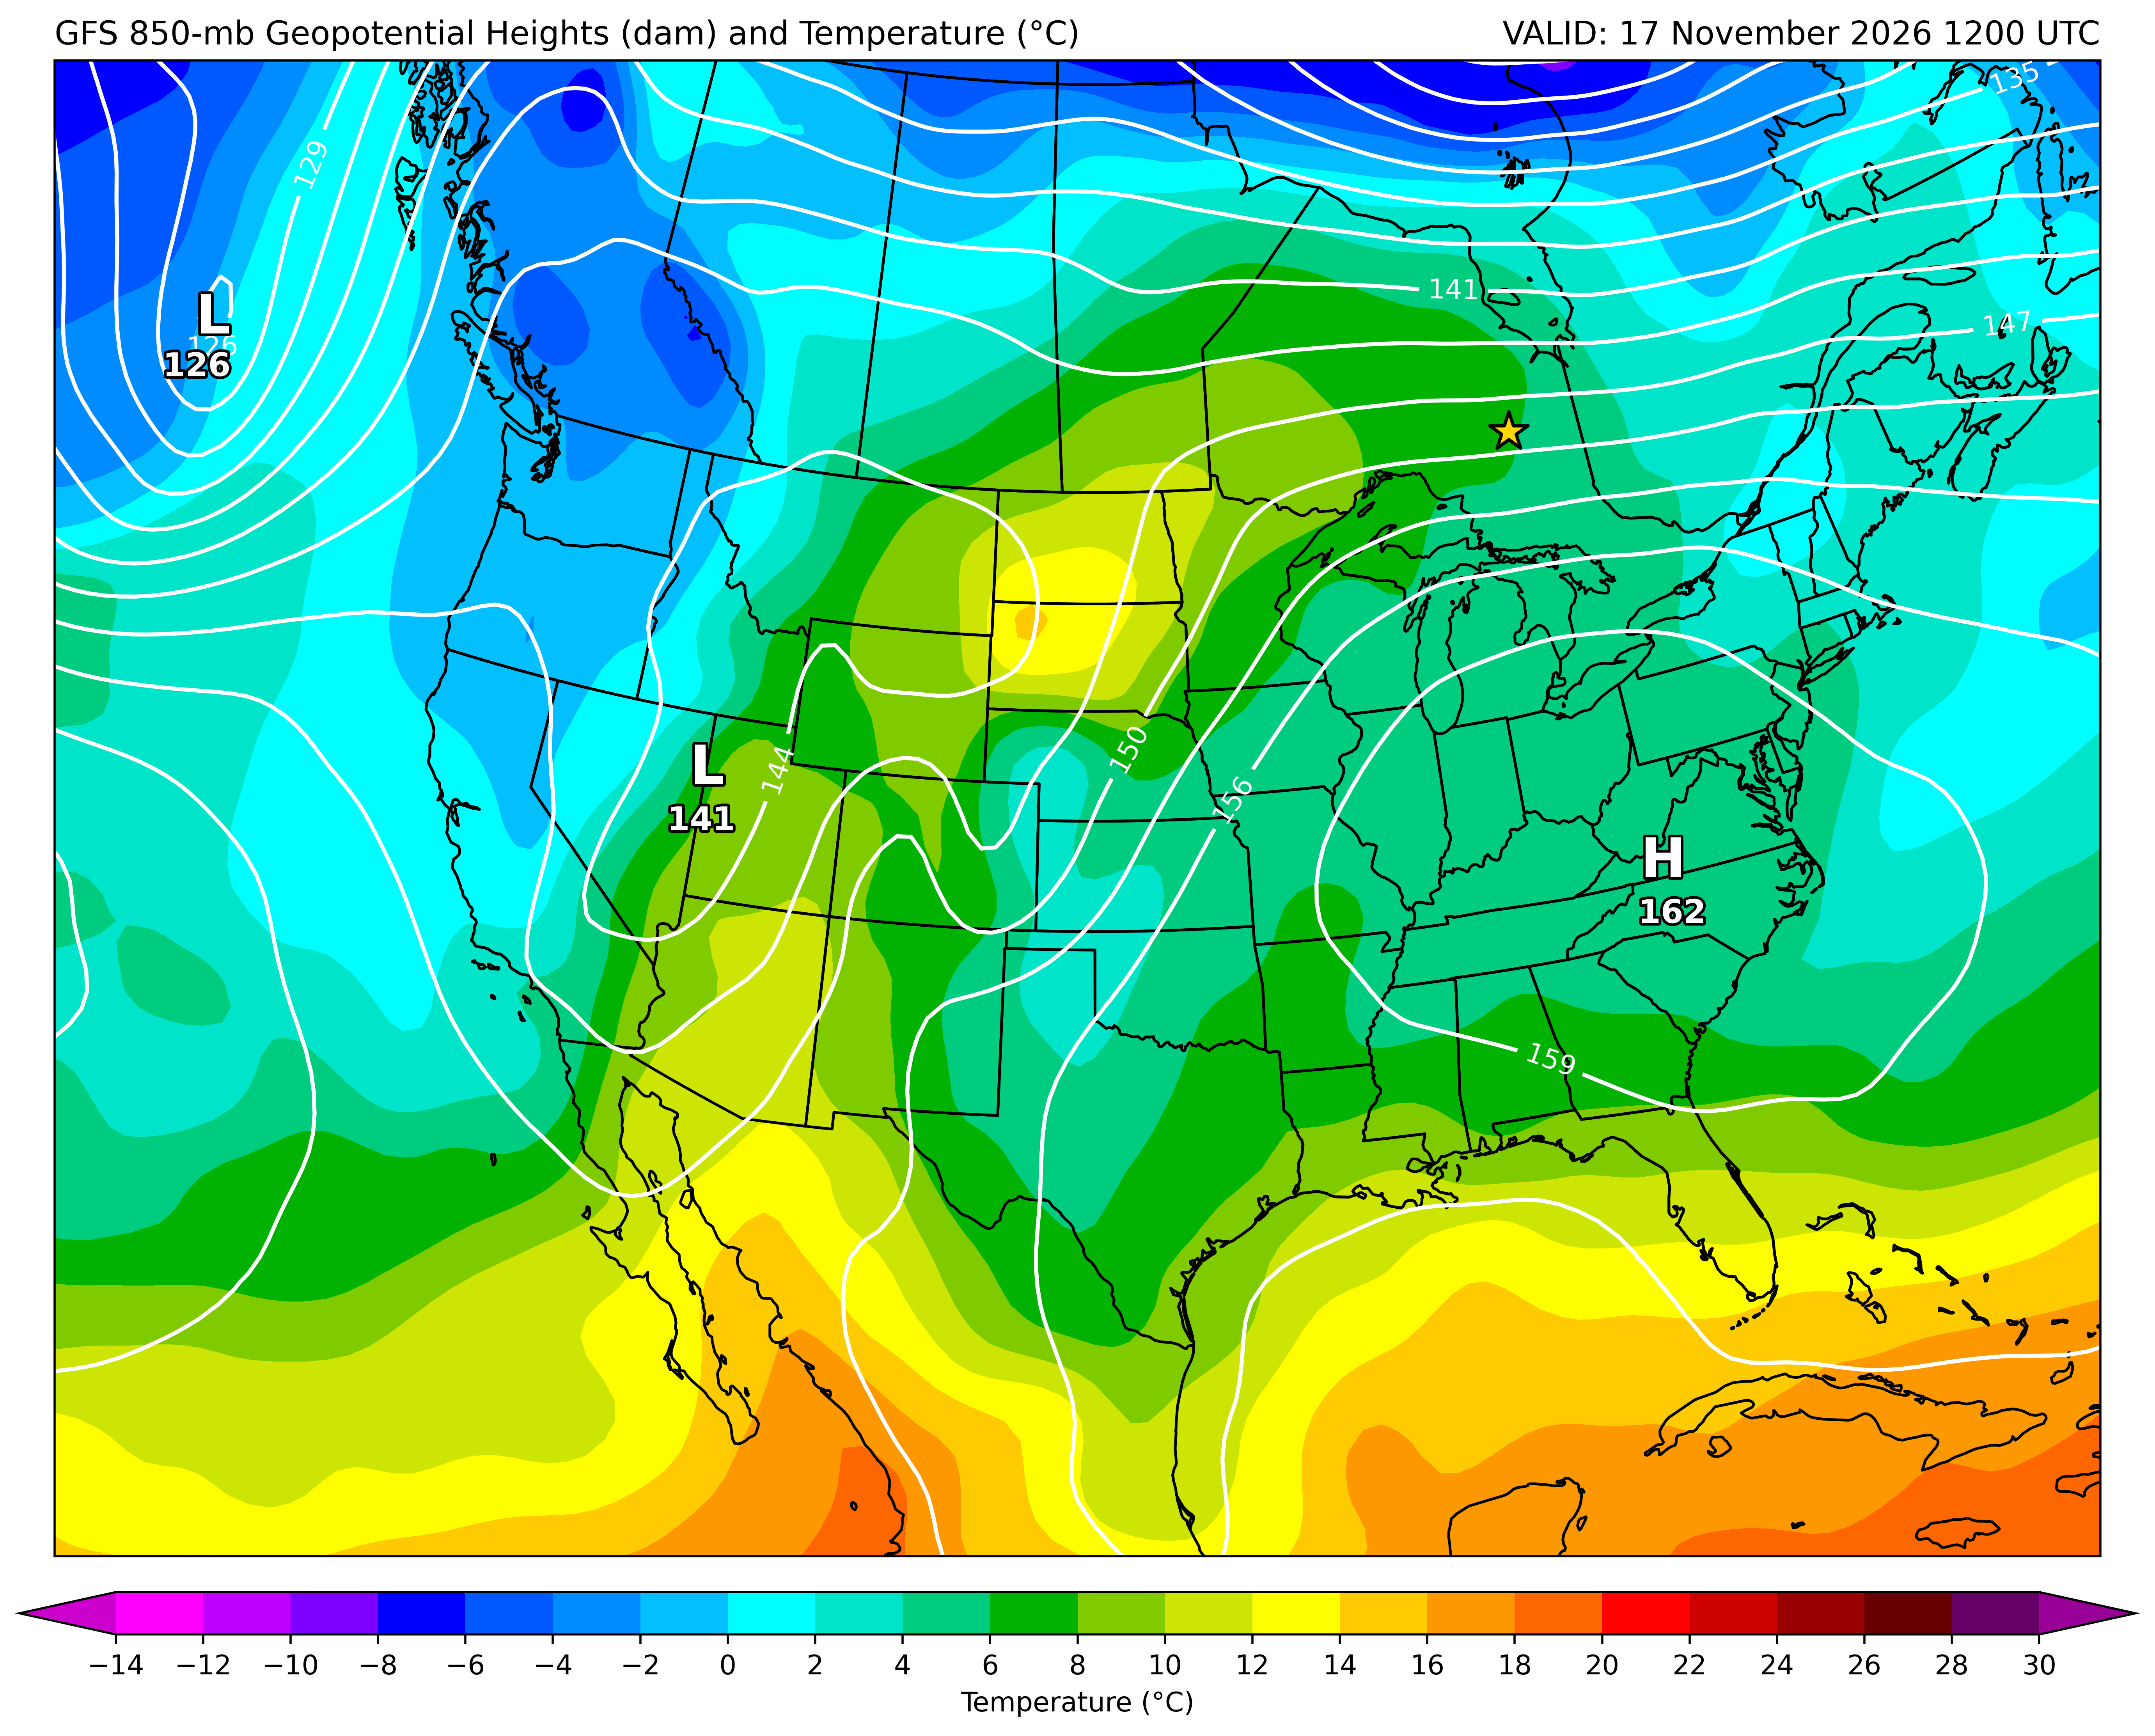 GFS 850-mb Geopotential Heights (dam) and Temperature (°C)
VALID: 17 November 2026 1200 UTC
135
129
141
147
L
126
126
L
141
144
150
156
H
162
159
−14 −12 −10 −8 −6 −4 −2 0 2 4 6 8 10 12 14 16 18 20 22 24 26 28 30
Temperature (°C)